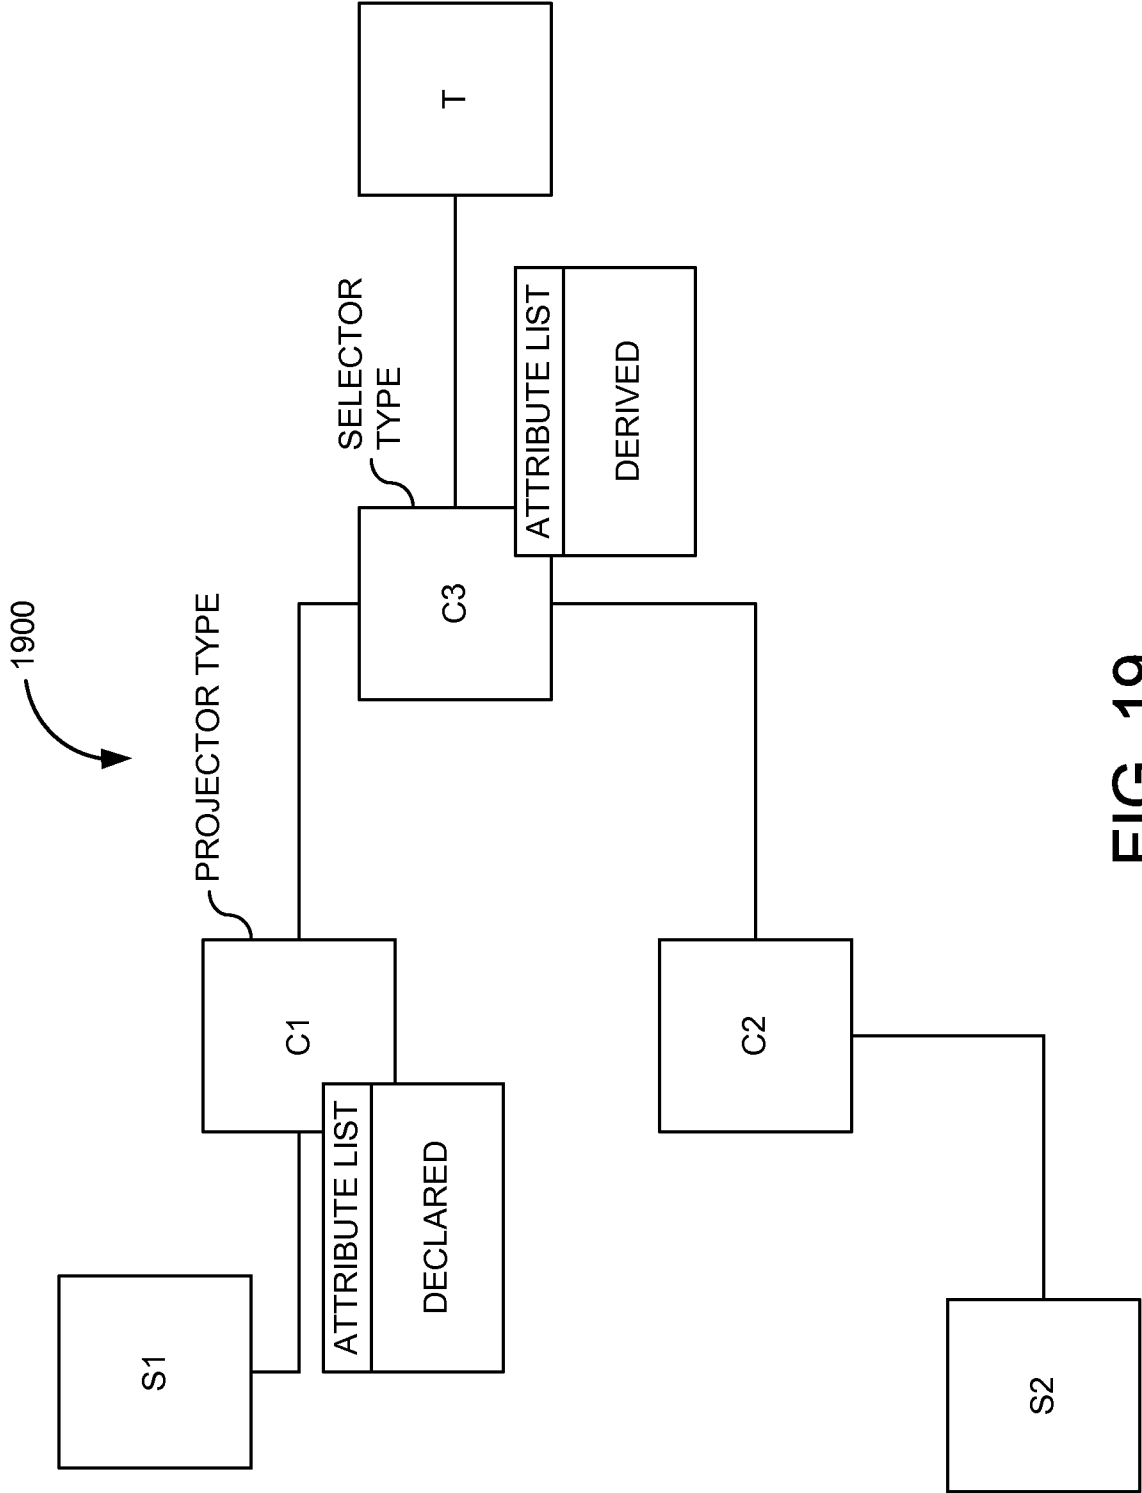 1900
S1
C1
PROJECTOR TYPE
ATTRIBUTE LIST
DECLARED
C3
SELECTOR
TYPE
ATTRIBUTE LIST
DERIVED
T
C2
S2
FIG. 19